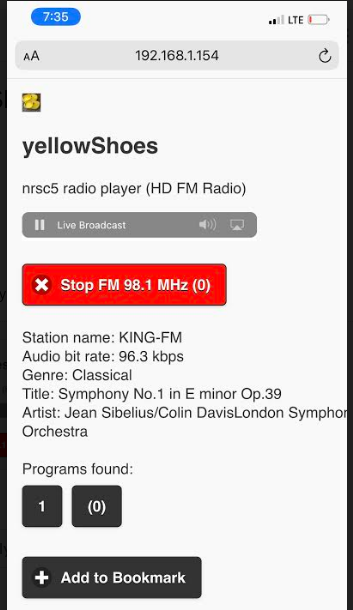 7:35
LTE
AA
192.168.1.154
yellowShoes
nrsc5 radio player (HD FM Radio)
Live Broadcast
Stop FM 98.1 MHz (0)
Station name: KING-FM
Audio bit rate: 96.3 kbps
Genre: Classical
Title: Symphony No.1 in E minor Op.39
Artist: Jean Sibelius/Colin DavisLondon Symphor
Orchestra
Programs found:
1 (0)
Add to Bookmark